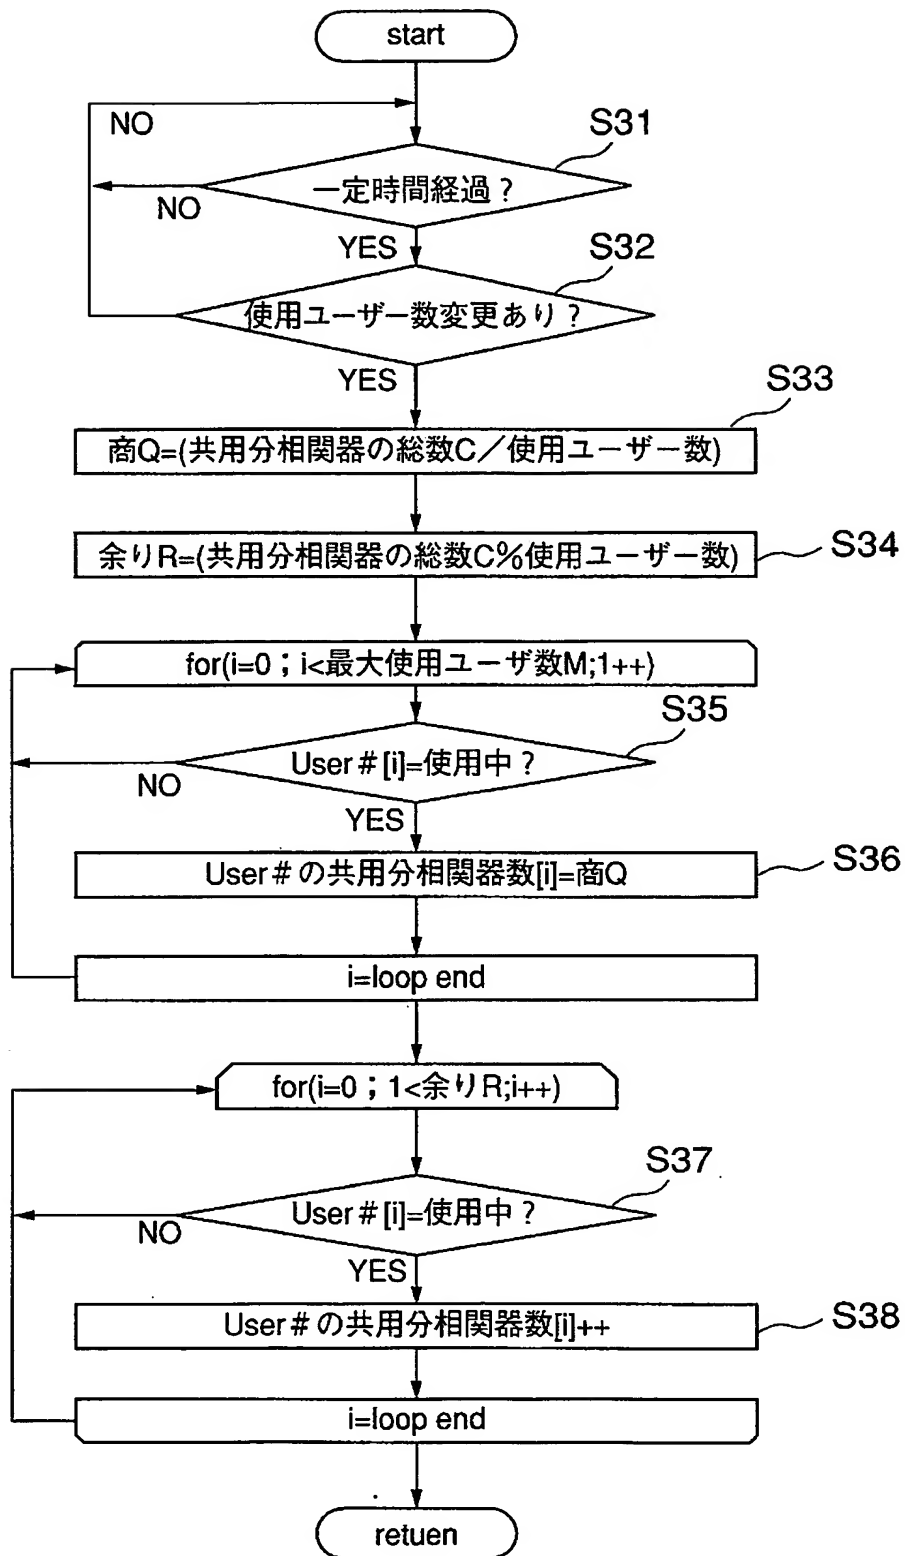 start
NO
S31
一定時間経過?
NO
YES
S32
使用ユーザー数変更あり?
YES
S33
商Q=(共用分相関器の総数C/使用ユーザー数)
余りR=(共用分相関器の総数C%使用ユーザー数)
S34
for(i=0;i<最大使用ユーザ数M;1++)
S35
User#[i]=使用中?
NO
YES
User#の共用分相関器数[i]=商Q
S36
i=loop end
for(i=0;1<余りR;i++)
S37
User#[i]=使用中?
NO
YES
User#の共用分相関器数[i]++
S38
i=loop end
retuen